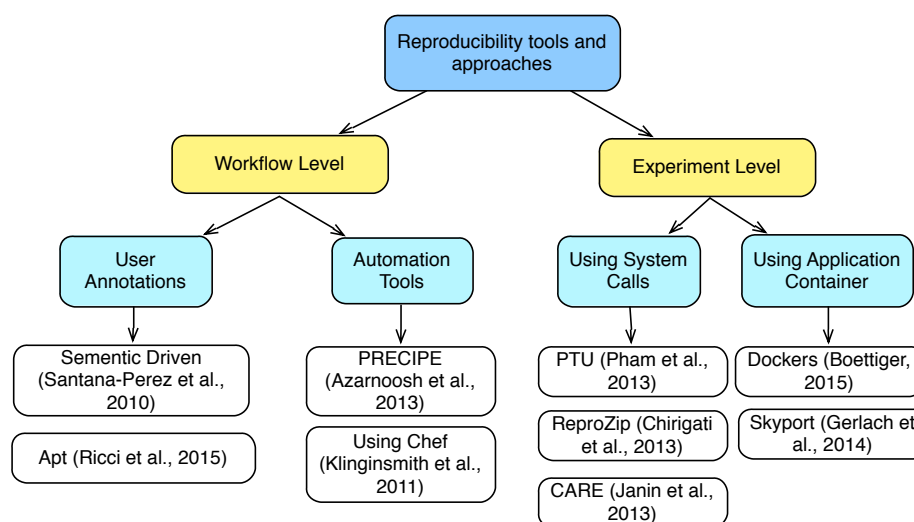 Reproducibility tools and
approaches
Workflow Level
Experiment Level
User
Annotations
Automation
Tools
Using System
Calls
Using Application
Container
Sementic Driven
(Santana-Perez et al.,
2010)
Apt (Ricci et al., 2015)
PRECIPE
(Azarnoosh et al.,
2013)
Using Chef
(Klinginsmith et al.,
2011)
PTU (Pham et al.,
2013)
ReproZip (Chirigati
et al., 2013)
CARE (Janin et al.,
2013)
Dockers (Boettiger,
2015)
Skyport (Gerlach et
al., 2014)